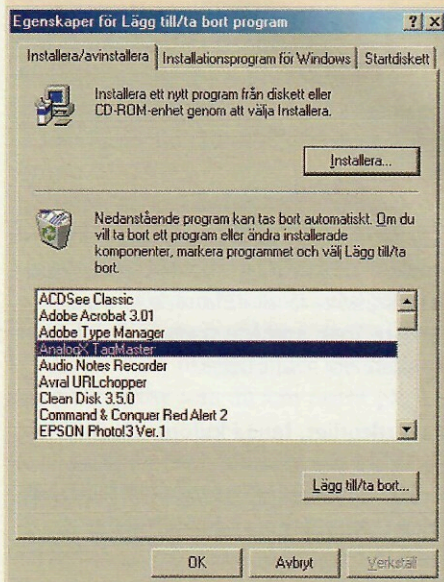 Egenskaper för Lägg till/ta bort program
Installera/avinstallera Installationsprogram för Windows Startdiskett
Installera ett nytt program från diskett eller
CD-ROM-enhet genom att välja Installera.
Installera...
Nedanstående program kan tas bort automatiskt. Om du
vill ta bort ett program eller ändra installerade
komponenter, markera programmet och välj Lägg till/ta
bort.
ACDSee Classic
Adobe Acrobat 3.01
Adobe Type Manager
AnalogX TagMaster
Audio Notes Recorder
Avral URLchopper
Clean Disk 3.5.0
Command & Conquer Red Alert 2
EPSON Photo!3 Ver.1
Lägg till/ta bort...
OK Avbryt Verkställ